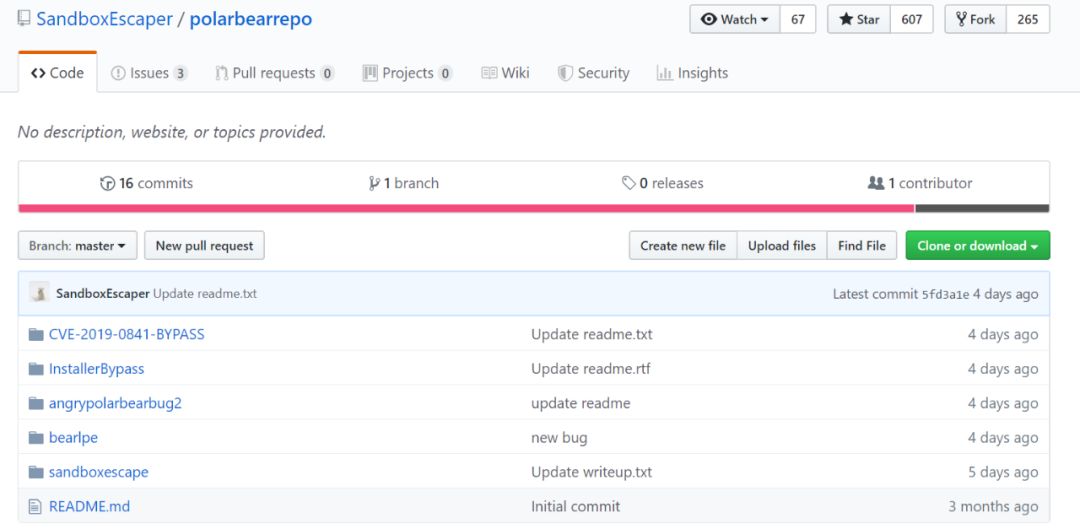 SandboxEscaper / polarbearrepo
Watch 67 Star 607 Fork 265
Code Issues 3 Pull requests 0 Projects 0 Wiki Security Insights
No description, website, or topics provided.
16 commits 1 branch 0 releases 1 contributor
Branch: master New pull request Create new file Upload files Find File Clone or download
SandboxEscaper Update readme.txt Latest commit 5fd3a1e 4 days ago
CVE-2019-0841-BYPASS Update readme.txt 4 days ago
InstallerBypass Update readme.rtf 4 days ago
angrypolarbearbug2 update readme 4 days ago
bearlpe new bug 4 days ago
sandboxescape Update writeup.txt 5 days ago
README.md Initial commit 3 months ago